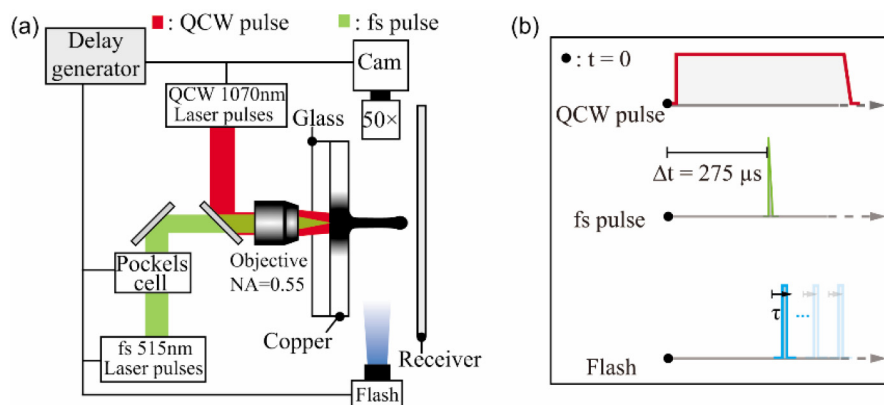 (a)
: QCW pulse
: fs pulse
Delay
generator
Cam
QCW 1070nm
Laser pulses
Glass
50×
Objective
NA=0.55
Pockels
cell
fs 515nm
Laser pulses
Copper
Receiver
Flash
(b)
: t = 0
QCW pulse
Δt = 275 μs
fs pulse
τ
...
Flash